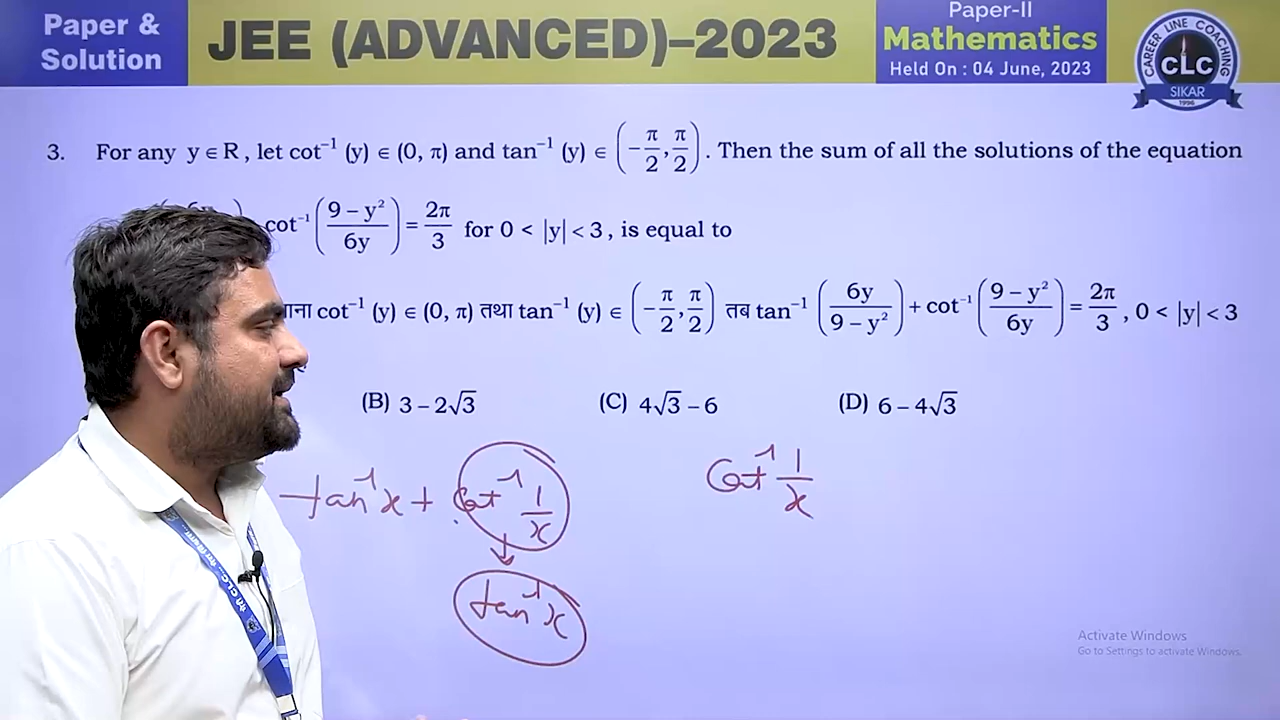 Paper &
Solution
JEE (ADVANCED)–2023
Paper-II
Mathematics
Held On : 04 June, 2023
CAREER LINE COACHING
CLC
SIKAR
1996
3. For any y ∈ R, let cot⁻¹ (y) ∈ (0, π) and tan⁻¹ (y) ∈ (−π/2, π/2). Then the sum of all the solutions of the equation
cot⁻¹ ((9 − y²)/6y) = 2π/3 for 0 < |y| < 3, is equal to
cot⁻¹ (y) ∈ (0, π) तथा tan⁻¹ (y) ∈ (−π/2, π/2) तब tan⁻¹ (6y/(9 − y²)) + cot⁻¹ ((9 − y²)/6y) = 2π/3, 0 < |y| < 3
(B) 3 − 2√3 (C) 4√3 − 6 (D) 6 − 4√3
tan⁻¹ x + Cot⁻¹ 1/x Cot⁻¹ 1/x
tan⁻¹ x
CLC
Activate Windows
Go to Settings to activate Windows.